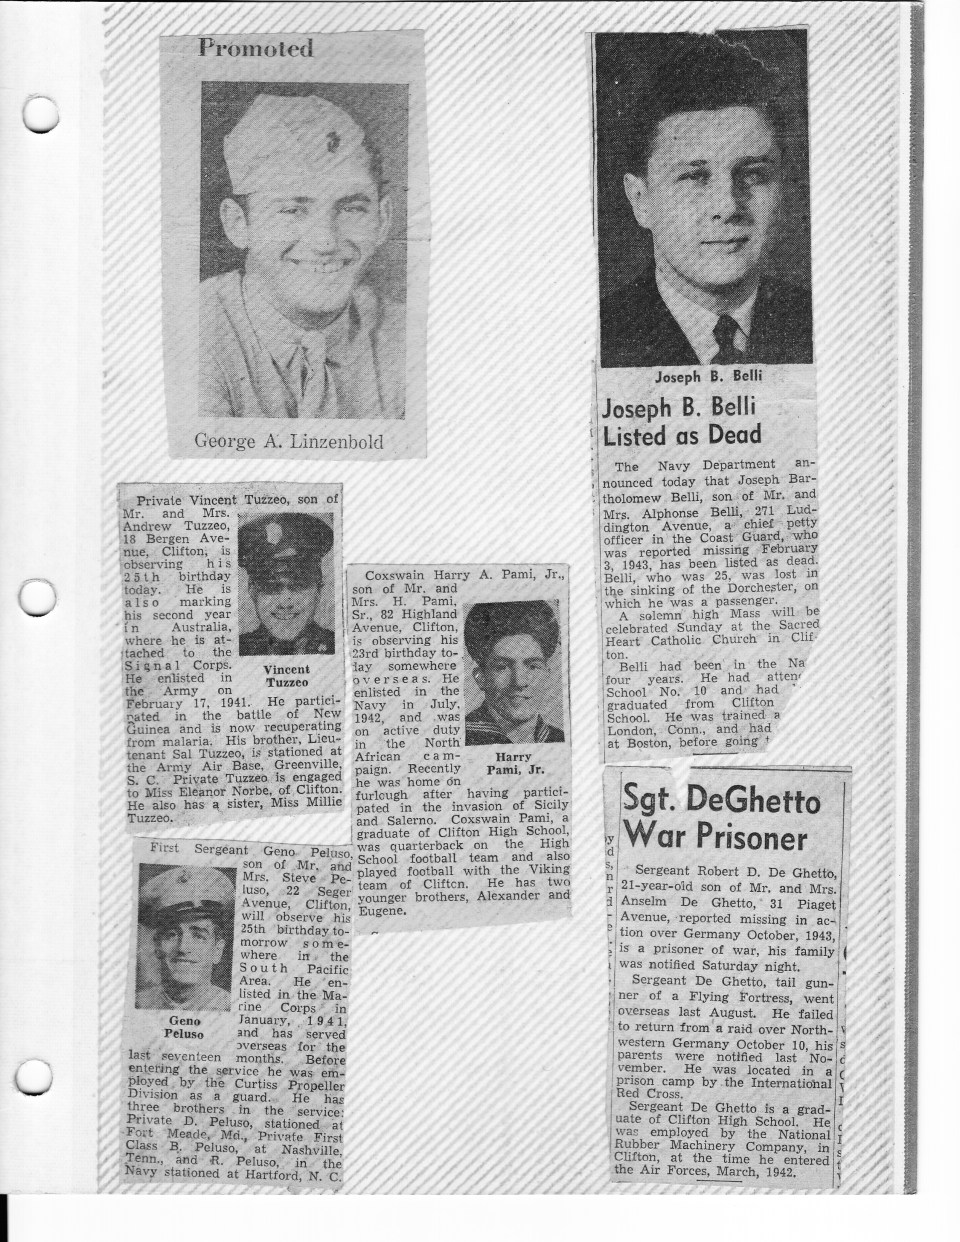 Promoted
George A. Linzenbold
Private Vincent Tuzzeo, son of
Mr. and Mrs.
Andrew Tuzzeo,
18 Bergen Ave-
nue, Clifton, is
observing his
25th birthday
today. He is
also marking
his second year
in Australia,
where he is at-
tached to the
Signal Corps.
He enlisted in
the Army on
February 17, 1941. He partici-
pated in the battle of New
Guinea and is now recuperating
from malaria. His brother, Lieu-
tenant Sal Tuzzeo, is stationed at
the Army Air Base, Greenville,
S. C. Private Tuzzeo is engaged
to Miss Eleanor Norbe, of Clifton.
He also has a sister, Miss Millie
Tuzzeo.
Vincent
Tuzzeo
First Sergeant Geno Peluso,
son of Mr. and
Mrs. Steve Pe-
luso, 22 Seger
Avenue, Clifton,
will observe his
25th birthday to-
morrow some-
where in the
South Pacific
Area. He en-
listed in the Ma-
rine Corps in
January, 1941,
and has served
overseas for the
last seventeen months. Before
entering the service he was em-
ployed by the Curtiss Propeller
Division as a guard. He has
three brothers in the service:
Private D. Peluso, stationed at
Fort Meade, Md., Private First
Class B. Peluso, at Nashville,
Tenn., and R. Peluso, in the
Navy stationed at Hartford, N. C.
Geno
Peluso
Coxswain Harry A. Pami, Jr.,
son of Mr. and
Mrs. H. Pami,
Sr., 82 Highland
Avenue, Clifton,
is observing his
23rd birthday to-
day somewhere
overseas. He
enlisted in the
Navy in July,
1942, and was
on active duty
in the North
African cam-
paign. Recently
he was home on
furlough after having partici-
pated in the invasion of Sicily
and Salerno. Coxswain Pami, a
graduate of Clifton High School,
was quarterback on the High
School football team and also
played football with the Viking
team of Clifton. He has two
younger brothers, Alexander and
Eugene.
Harry
Pami, Jr.
Joseph B. Belli
Joseph B. Belli
Listed as Dead
The Navy Department an-
nounced today that Joseph Bar-
tholomew Belli, son of Mr. and
Mrs. Alphonse Belli, 271 Lud-
dington Avenue, a chief petty
officer in the Coast Guard, who
was reported missing February
3, 1943, has been listed as dead.
Belli, who was 25, was lost in
the sinking of the Dorchester, on
which he was a passenger.
A solemn high Mass will be
celebrated Sunday at the Sacred
Heart Catholic Church in Clif-
ton.
Belli had been in the Na
four years. He had atten
School No. 10 and had
graduated from Clifton
School. He was trained a
London, Conn., and had
at Boston, before going
Sgt. DeGhetto
War Prisoner
Sergeant Robert D. De Ghetto,
21-year-old son of Mr. and Mrs.
Anselm De Ghetto, 31 Piaget
Avenue, reported missing in ac-
tion over Germany October, 1943,
is a prisoner of war, his family
was notified Saturday night.
Sergeant De Ghetto, tail gun-
ner of a Flying Fortress, went
overseas last August. He failed
to return from a raid over North-
western Germany October 10, his
parents were notified last No-
vember. He was located in a
prison camp by the International
Red Cross.
Sergeant De Ghetto is a grad-
uate of Clifton High School. He
was employed by the National
Rubber Machinery Company, in
Clifton, at the time he entered
the Air Forces, March, 1942.